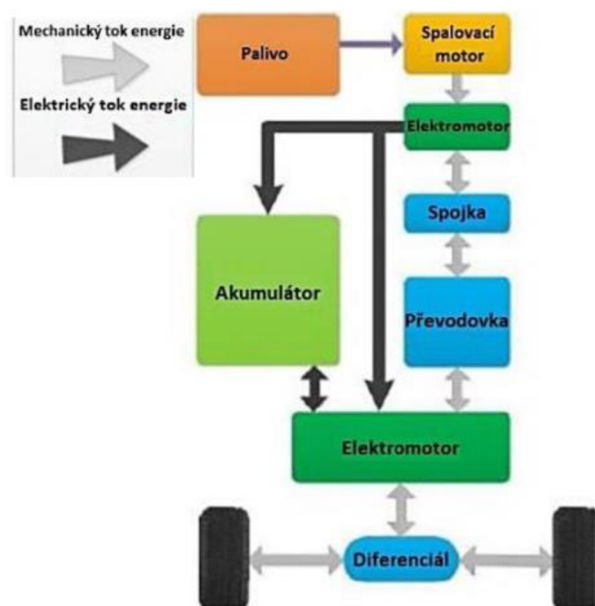 Mechanický tok energie
Elektrický tok energie
Palivo
Spalovací
motor
Elektromotor
Spojka
Akumulátor
Převodovka
Elektromotor
Diferenciál